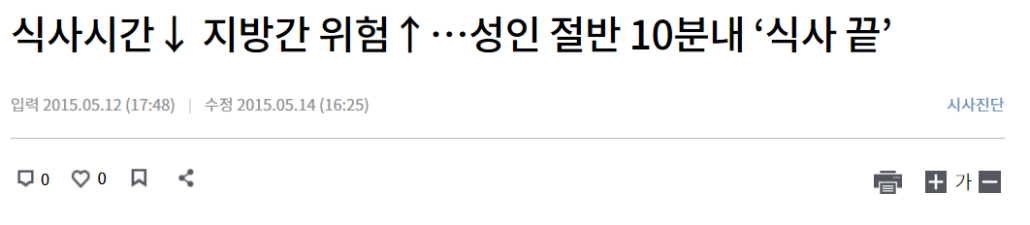 식사시간↓ 지방간 위험↑…성인 절반 10분내 ‘식사 끝’
입력 2015.05.12 (17:48) | 수정 2015.05.14 (16:25) 시사진단
0 0 가